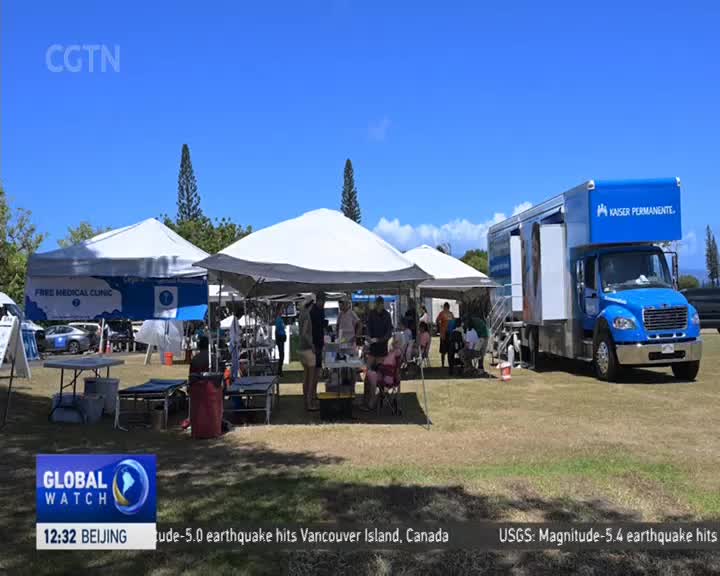 CGTN
KAISER PERMANENTE®
FREE MEDICAL CLINIC
GLOBAL
WATCH
12:32 BEIJING
tude-5.0 earthquake hits Vancouver Island, Canada USGS: Magnitude-5.4 earthquake hits